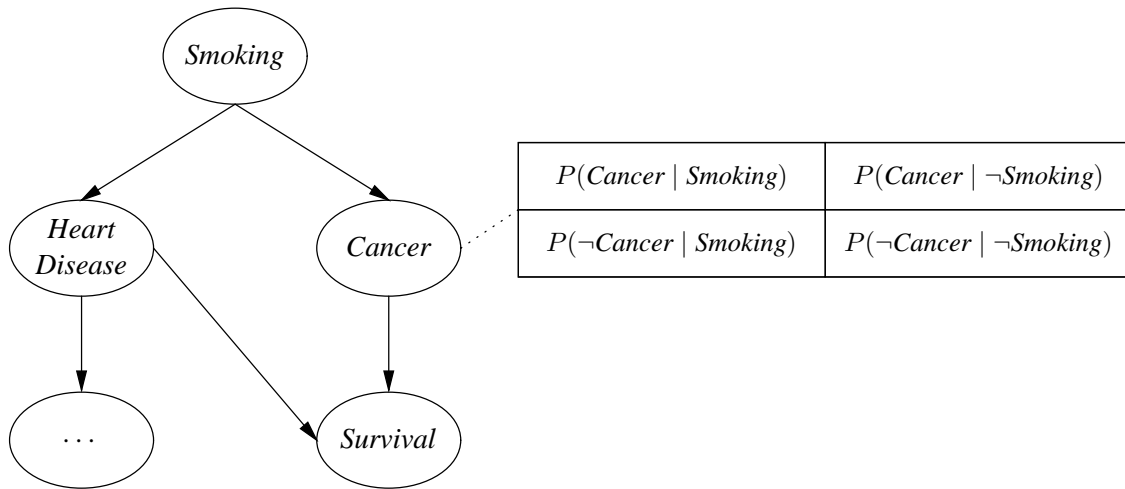 Smoking
P(Cancer | Smoking)
P(Cancer | ¬Smoking)
Heart
Disease
Cancer
P(¬Cancer | Smoking)
P(¬Cancer | ¬Smoking)
· · ·
Survival